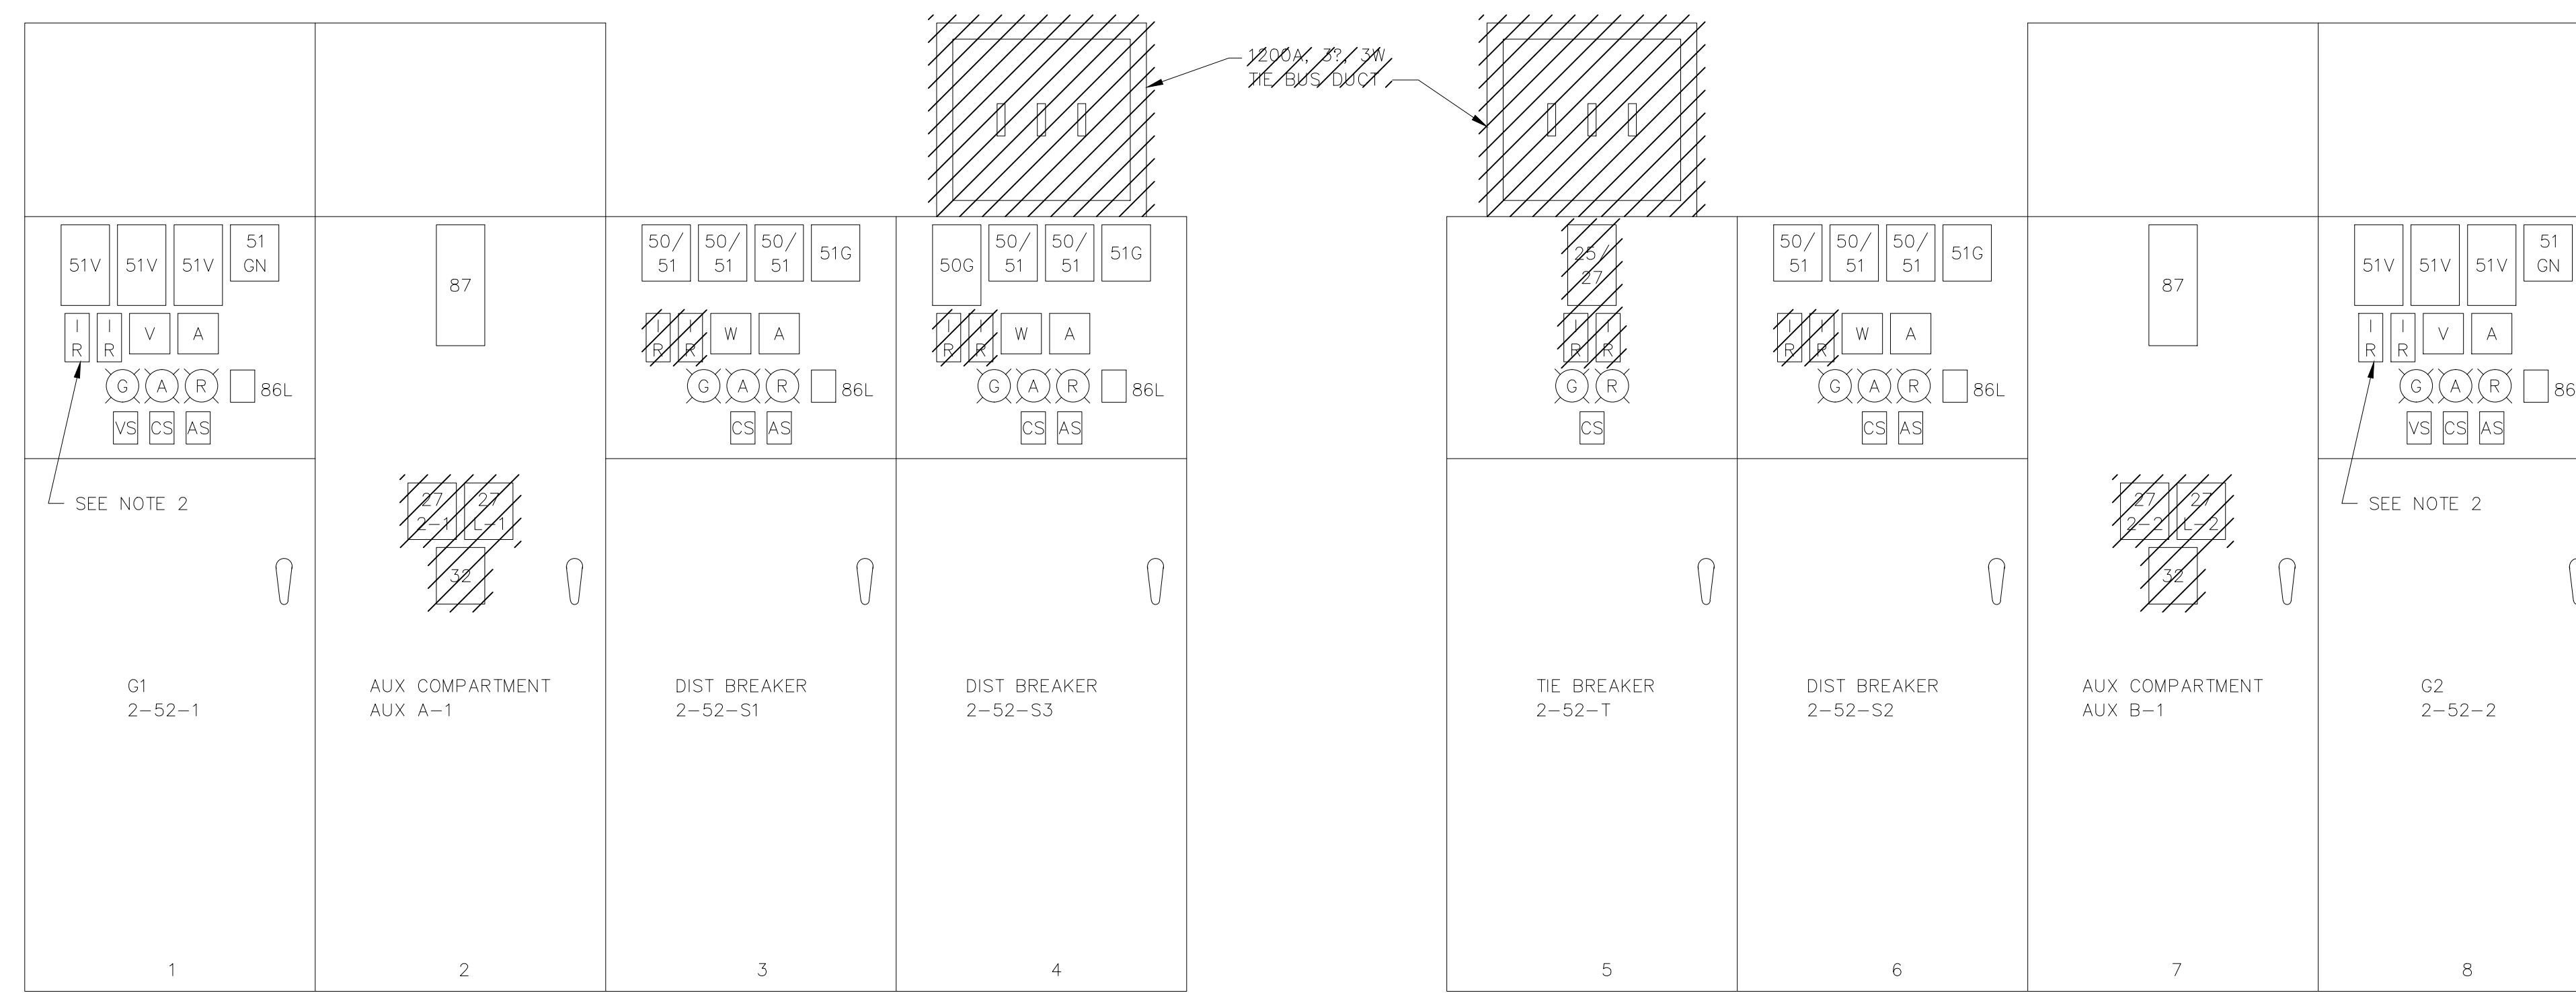 1200A, 3?, 3W
TIE BUS DUCT
51V 51V 51V 51
GN
I
R
I
R
V A
G A R 86L
VS CS AS
SEE NOTE 2
G1
2-52-1
1
87
27
2-1
27
L-1
32
AUX COMPARTMENT
AUX A-1
2
50/
51
50/
51
50/
51
51G
I
R
I
R
W A
G A R 86L
CS AS
DIST BREAKER
2-52-S1
3
50G
50/
51
50/
51
51G
I
R
I
R
W A
G A R 86L
CS AS
DIST BREAKER
2-52-S3
4
25/
27
I
R
I
R
G R
CS
TIE BREAKER
2-52-T
5
50/
51
50/
51
50/
51
51G
I
R
I
R
W A
G A R 86L
CS AS
DIST BREAKER
2-52-S2
6
87
27
2-2
27
L-2
32
AUX COMPARTMENT
AUX B-1
7
51V 51V 51V 51
GN
I
R
I
R
V A
G A R 86
VS CS AS
SEE NOTE 2
G2
2-52-2
8